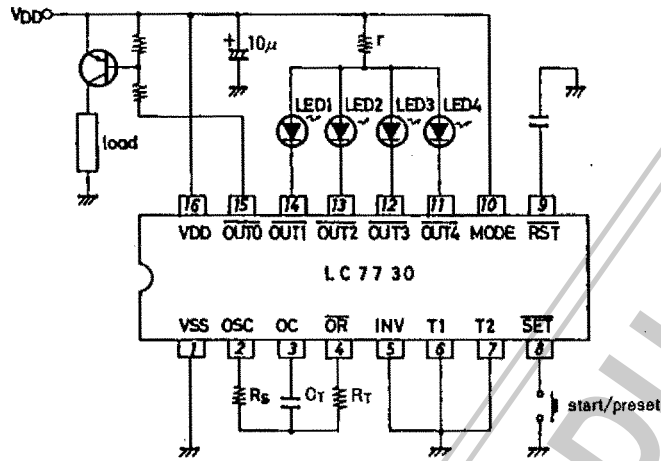 VDD
+ 10μ
r
LED1 LED2 LED3 LED4
load
16 15 14 13 12 11 10 9
VDD OUT0 OUT1 OUT2 OUT3 OUT4 MODE RST
LC7730
VSS OSC OC OR INV T1 T2 SET
1 2 3 4 5 6 7 8
RS CT RT
start/preset
DU